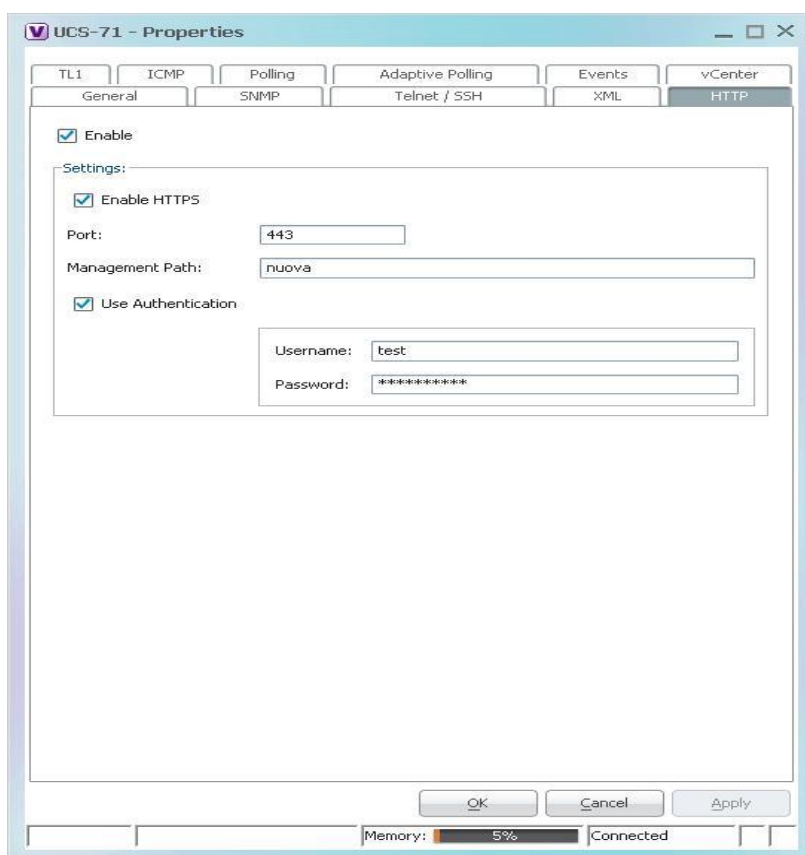 UCS-71 - Properties
TL1 ICMP Polling Adaptive Polling Events vCenter
General SNMP Telnet / SSH XML HTTP
Enable
Settings:
Enable HTTPS
Port: 443
Management Path: nuova
Use Authentication
Username: test
Password: **********
OK Cancel Apply
Memory: 5% Connected